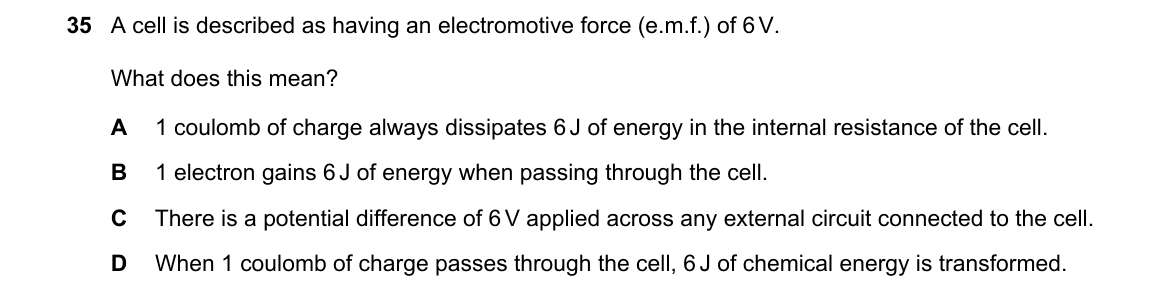 35 A cell is described as having an electromotive force (e.m.f.) of 6 V.
What does this mean?
A 1 coulomb of charge always dissipates 6 J of energy in the internal resistance of the cell.
B 1 electron gains 6 J of energy when passing through the cell.
C There is a potential difference of 6 V applied across any external circuit connected to the cell.
D When 1 coulomb of charge passes through the cell, 6 J of chemical energy is transformed.